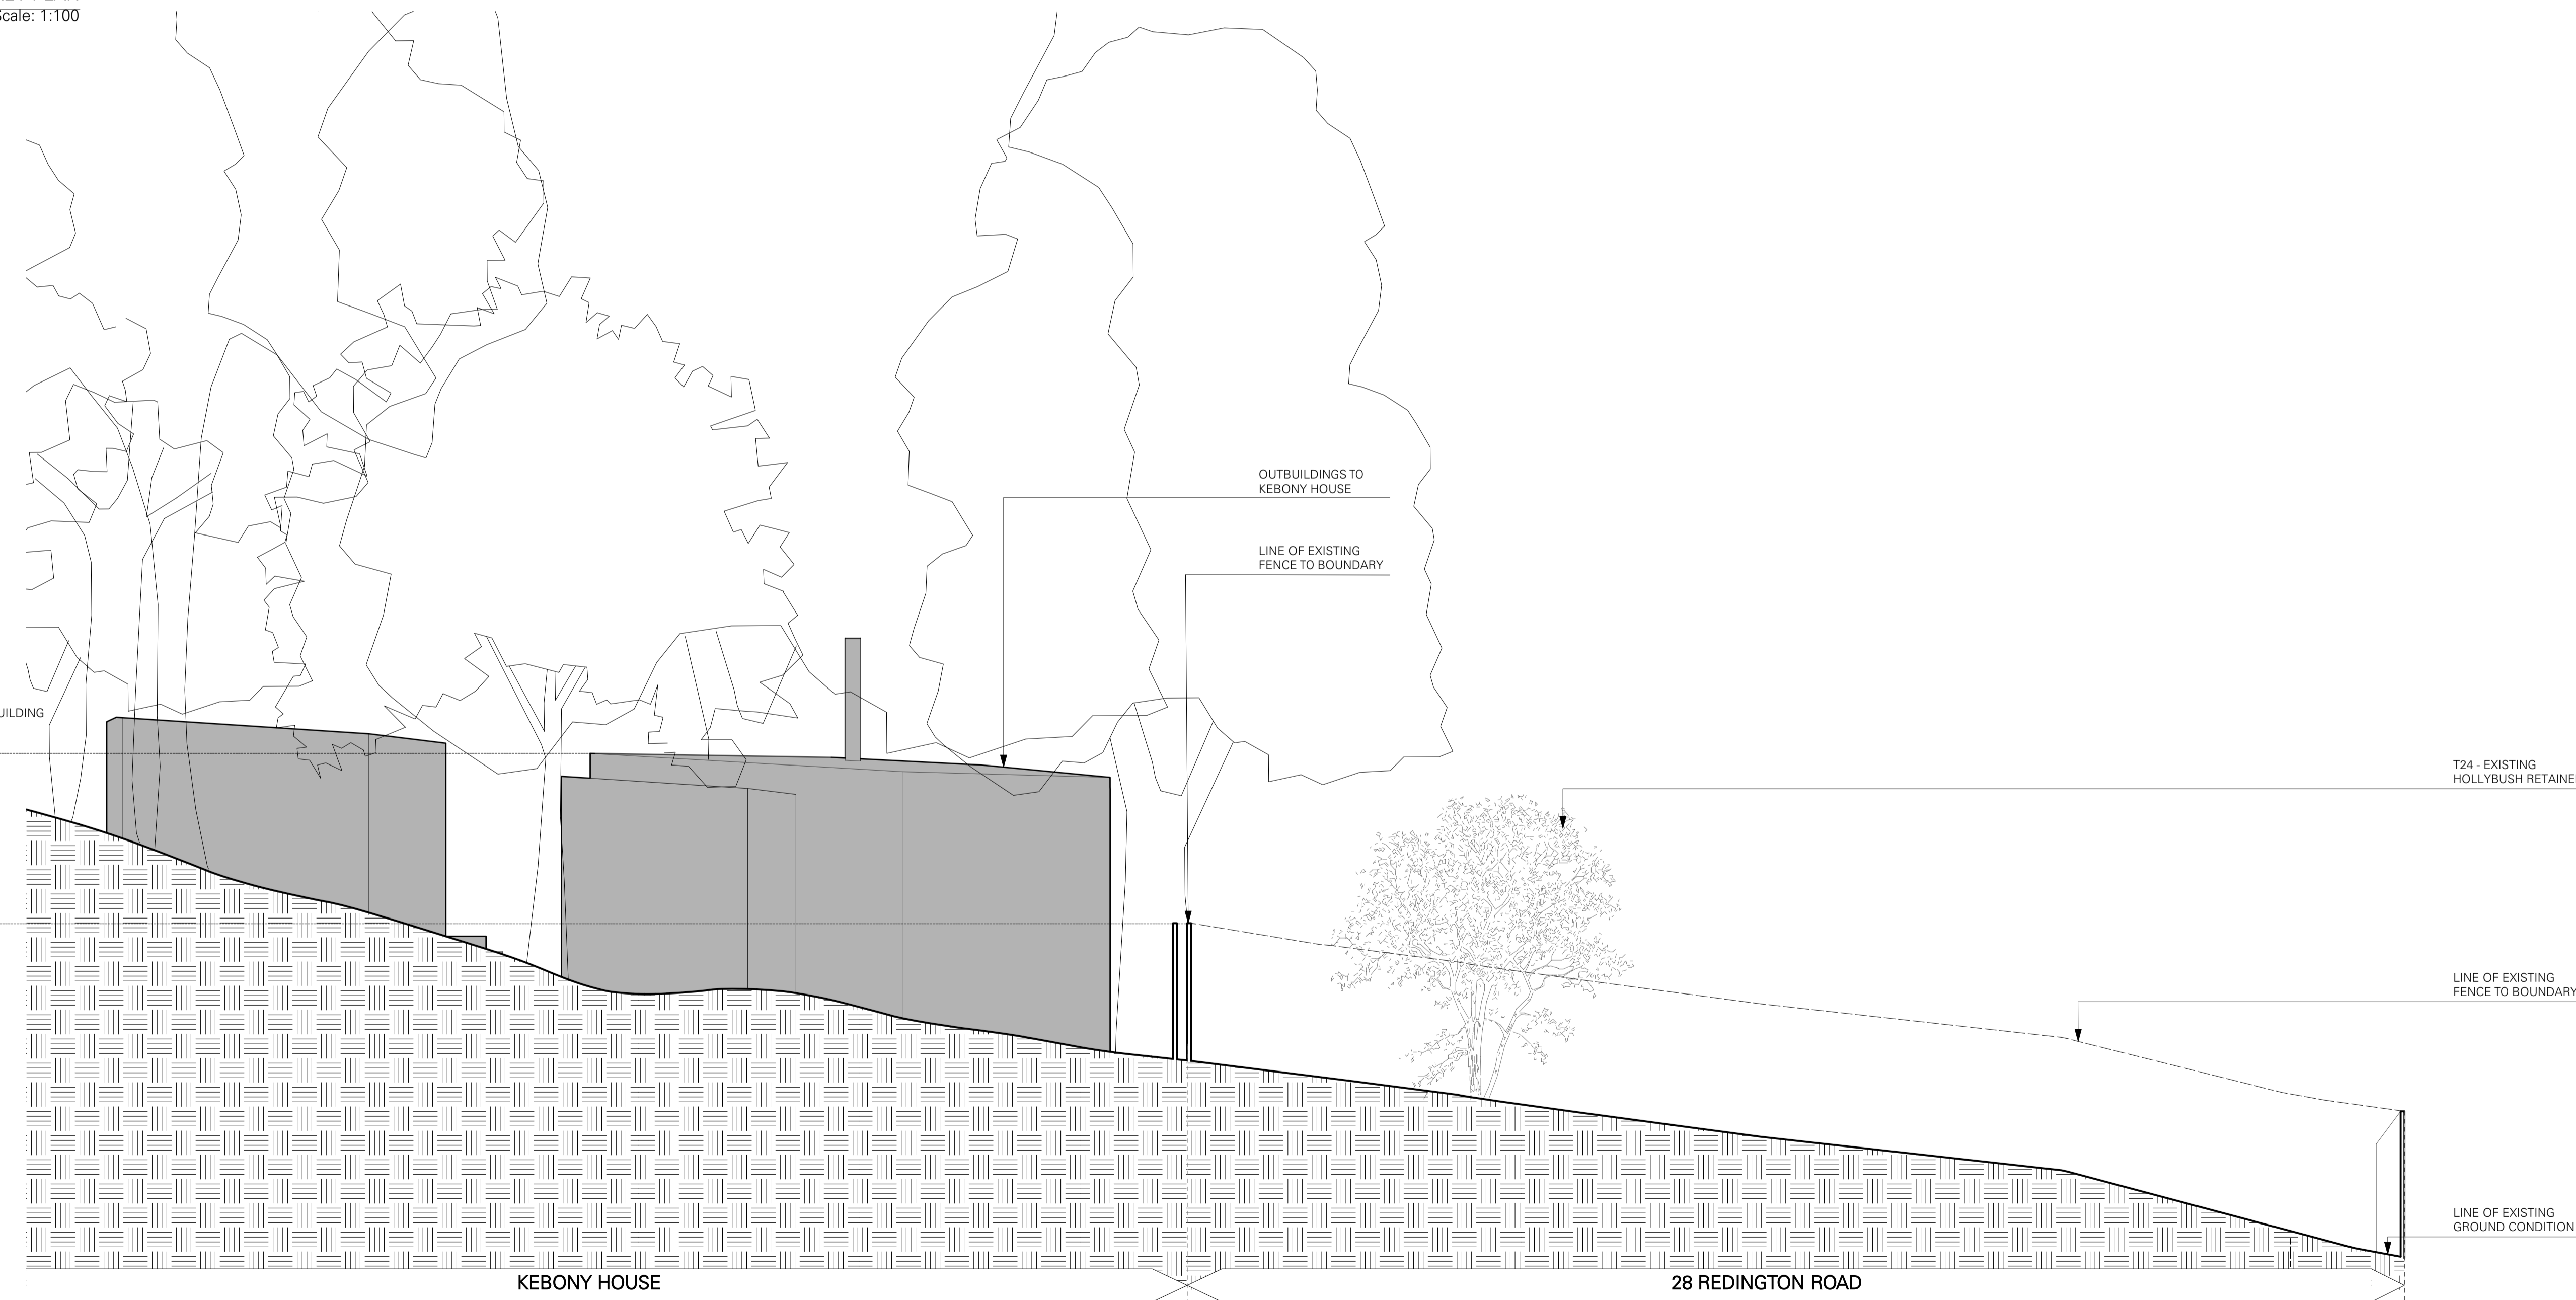 Scale: 1:100
OUTBUILDINGS TO
KEBONY HOUSE
LINE OF EXISTING
FENCE TO BOUNDARY
UILDING
T24 - EXISTING
HOLLYBUSH RETAINE
LINE OF EXISTING
FENCE TO BOUNDARY
LINE OF EXISTING
GROUND CONDITION
KEBONY HOUSE
28 REDINGTON ROAD